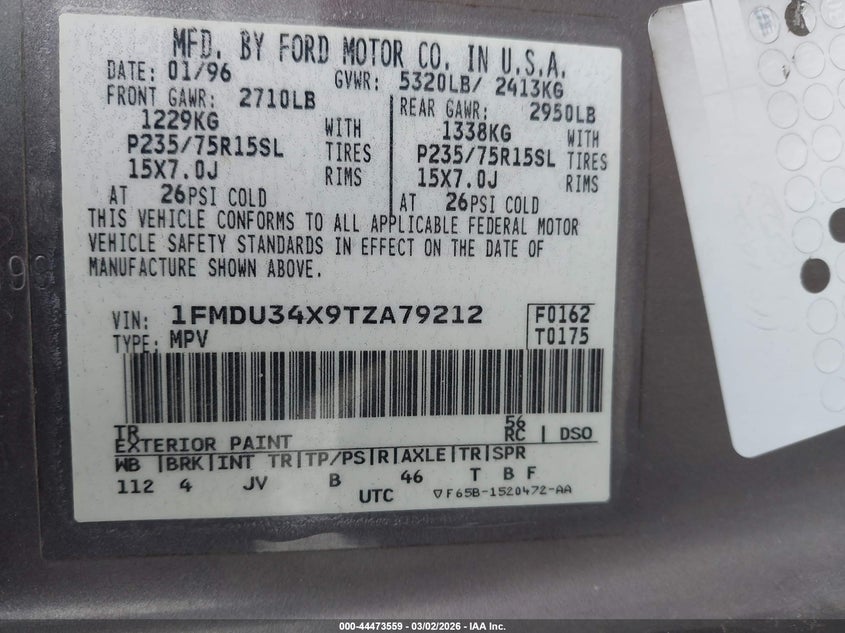 MFD. BY FORD MOTOR CO. IN U.S.A.
DATE: 01/96 GVWR: 5320LB/ 2413KG
FRONT GAWR: 2710LB REAR GAWR: 2950LB
1229KG WITH 1338KG WITH
P235/75R15SL TIRES P235/75R15SL TIRES
15X7.0J RIMS 15X7.0J RIMS
AT 26PSI COLD AT 26PSI COLD
THIS VEHICLE CONFORMS TO ALL APPLICABLE FEDERAL MOTOR
VEHICLE SAFETY STANDARDS IN EFFECT ON THE DATE OF
MANUFACTURE SHOWN ABOVE.
VIN: 1FMDU34X9TZA79212 F0162
TYPE: MPV T0175
TR 56
EXTERIOR PAINT RC DSO
WB BRK INT TR TP/PS R AXLE TR SPR
112 4 JV B 46 T B F
UTC F65B-1520472-AA
000-44473559 - 03/02/2026 - IAA Inc.